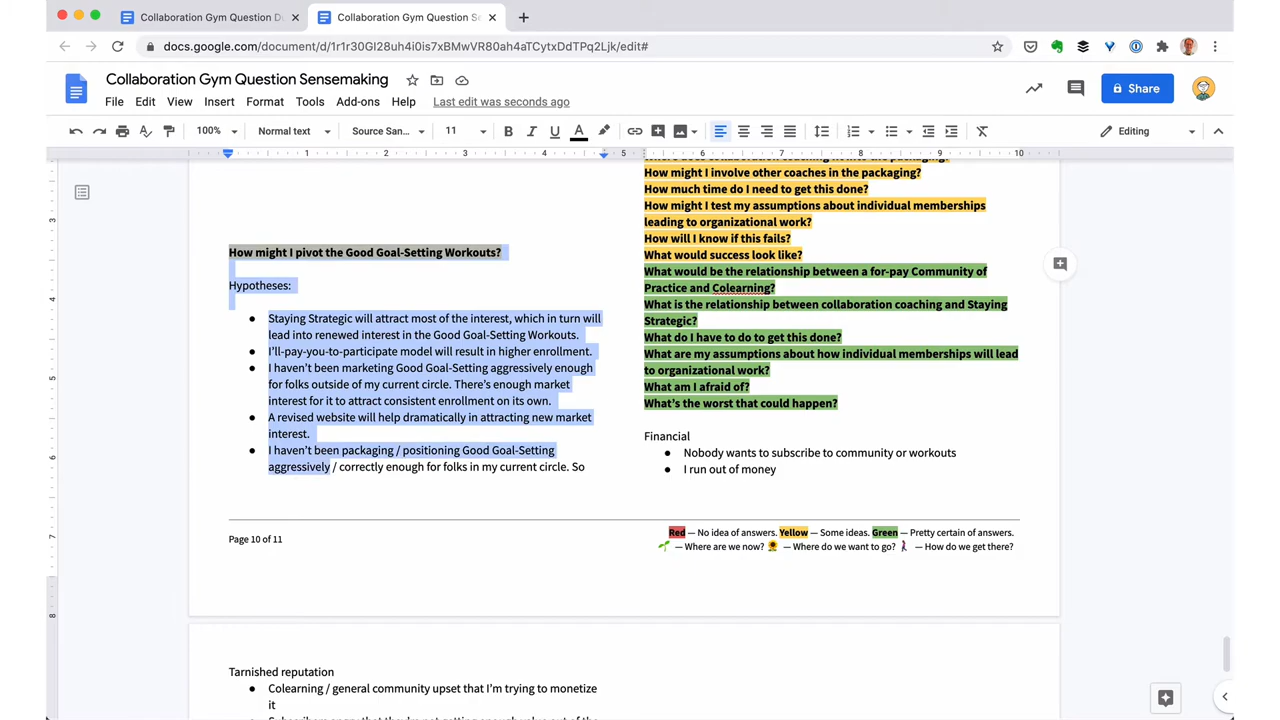 Collaboration Gym Question D
Collaboration Gym Question Se
docs.google.com/document/d/1r1r30GI28uh4i0is7xBMwVR80ah4aTCytxDdTPq2Ljk/edit#
Collaboration Gym Question Sensemaking
File Edit View Insert Format Tools Add-ons Help Last edit was seconds ago
Share
100% Normal text Source San... 11 Editing
1 2 3 4 5 6 7 8 9 10
How might I involve other coaches in the packaging?
How much time do I need to get this done?
How might I test my assumptions about individual memberships
leading to organizational work?
How will I know if this fails?
What would success look like?
What would be the relationship between a for-pay Community of
Practice and Colearning?
What is the relationship between collaboration coaching and Staying
Strategic?
What do I have to do to get this done?
What are my assumptions about how individual memberships will lead
to organizational work?
What am I afraid of?
What's the worst that could happen?
Financial
● Nobody wants to subscribe to community or workouts
● I run out of money
How might I pivot the Good Goal-Setting Workouts?
Hypotheses:
● Staying Strategic will attract most of the interest, which in turn will
lead into renewed interest in the Good Goal-Setting Workouts.
● I'll-pay-you-to-participate model will result in higher enrollment.
● I haven't been marketing Good Goal-Setting aggressively enough
for folks outside of my current circle. There's enough market
interest for it to attract consistent enrollment on its own.
● A revised website will help dramatically in attracting new market
interest.
● I haven't been packaging / positioning Good Goal-Setting
aggressively / correctly enough for folks in my current circle. So
Page 10 of 11
Red — No idea of answers. Yellow — Some ideas. Green — Pretty certain of answers.
🌱 — Where are we now? 🌻 — Where do we want to go? 🚶‍♀️ — How do we get there?
Tarnished reputation
● Colearning / general community upset that I'm trying to monetize
it